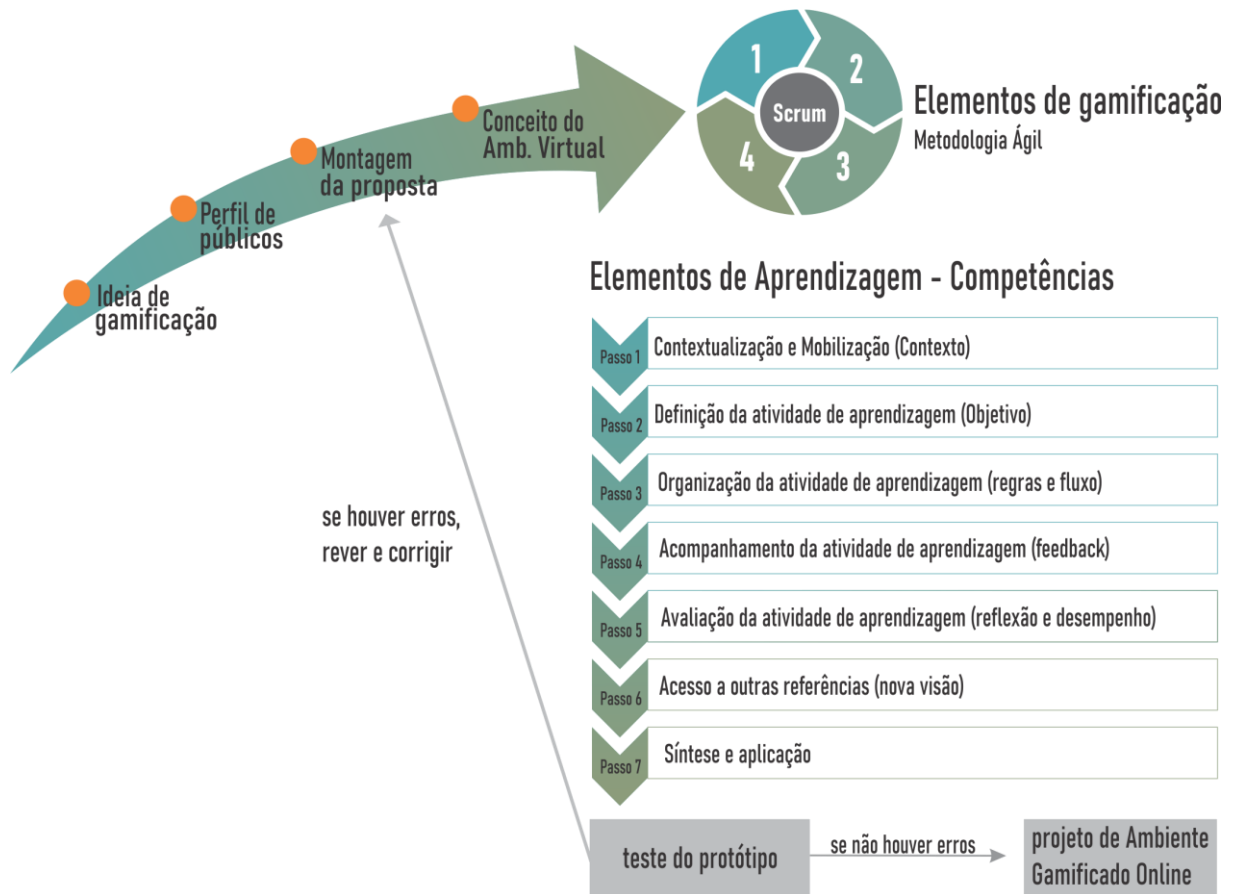 1
2
Scrum
4
3
Elementos de gamificação
Metodologia Ágil
Conceito do
Amb. Virtual
Montagem
da proposta
Perfil de
públicos
Ideia de
gamificação
Elementos de Aprendizagem - Competências
Passo 1 Contextualização e Mobilização (Contexto)
Passo 2 Definição da atividade de aprendizagem (Objetivo)
Passo 3 Organização da atividade de aprendizagem (regras e fluxo)
Passo 4 Acompanhamento da atividade de aprendizagem (feedback)
Passo 5 Avaliação da atividade de aprendizagem (reflexão e desempenho)
Passo 6 Acesso a outras referências (nova visão)
Passo 7 Síntese e aplicação
se houver erros,
rever e corrigir
teste do protótipo
se não houver erros
projeto de Ambiente
Gamificado Online